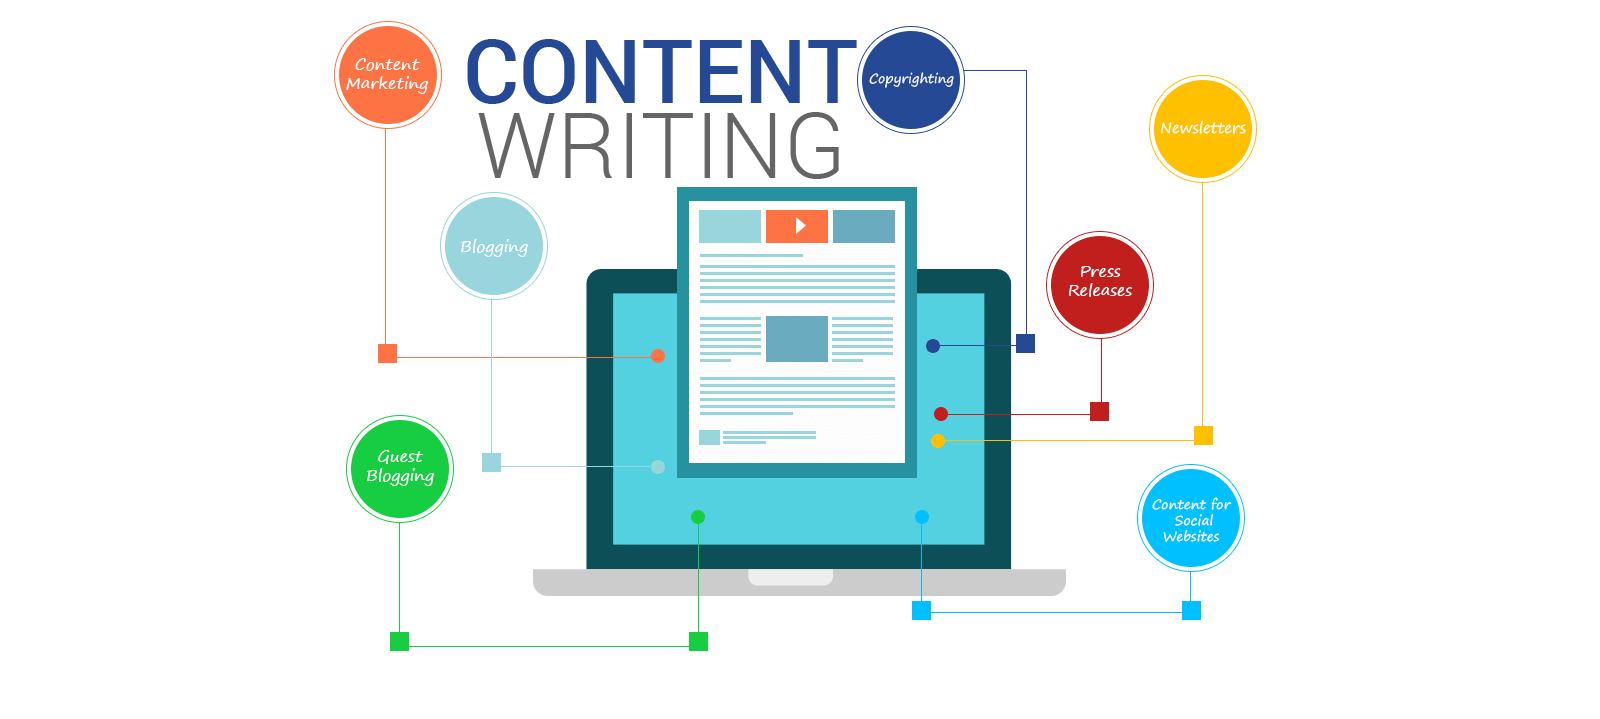 Content
Marketing
CONTENT
WRITING
Copyrighting
Newsletters
Blogging
Press
Releases
Guest
Blogging
Content for
Social
Websites